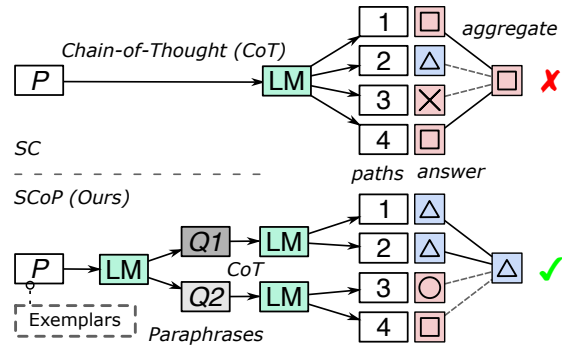 Chain-of-Thought (CoT)
aggregate
P
LM
1
2
3
4
SC
SCoP (Ours)
paths
answer
P
LM
Q1
Q2
LM
LM
CoT
1
2
3
4
Exemplars
Paraphrases